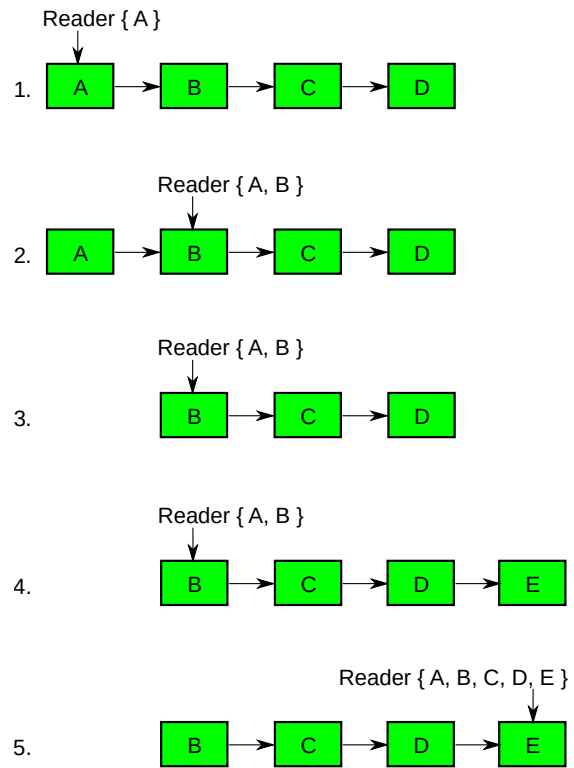 Reader { A }
1. A B C D
Reader { A, B }
2. A B C D
Reader { A, B }
3. B C D
Reader { A, B }
4. B C D E
Reader { A, B, C, D, E }
5. B C D E